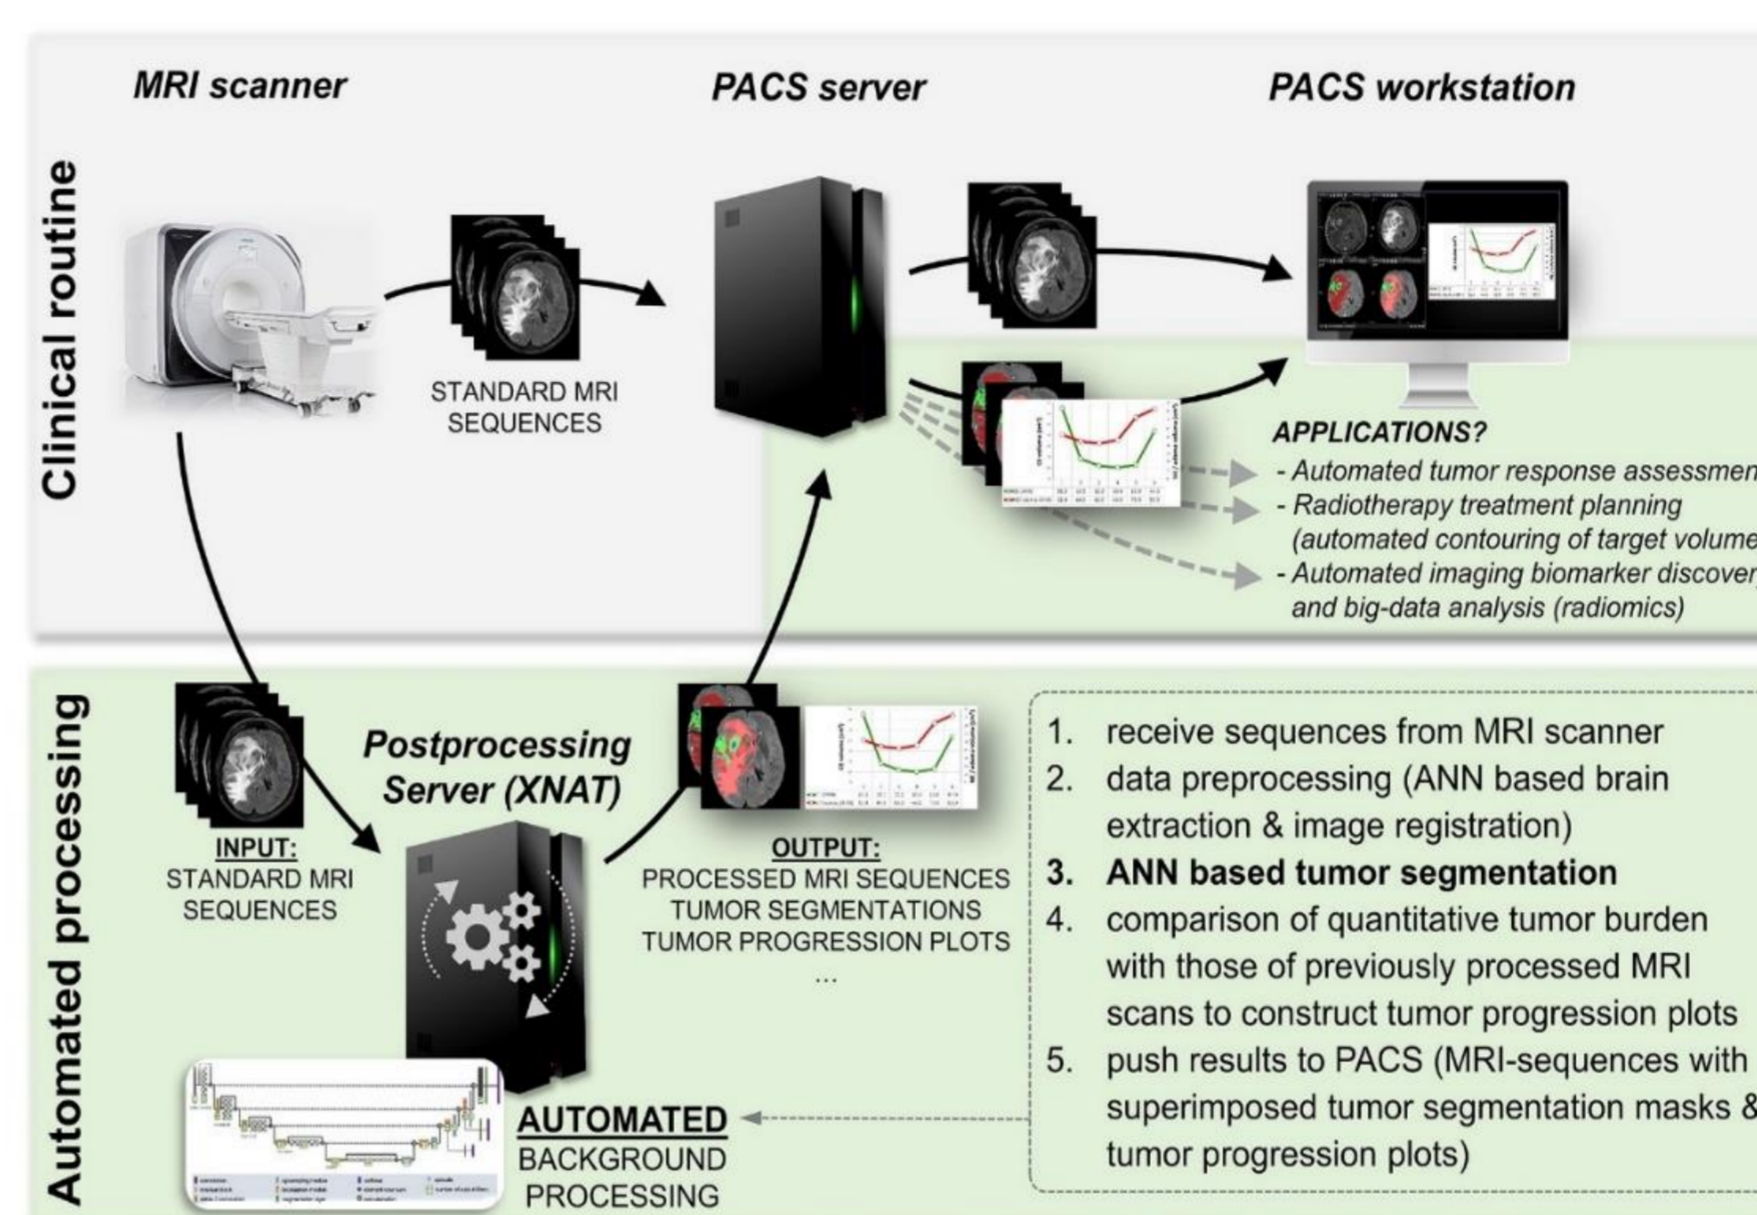 MRI scanner
PACS server
PACS workstation
Clinical routine
STANDARD MRI
SEQUENCES
APPLICATIONS?
- Automated tumor response assessmen
- Radiotherapy treatment planning
(automated contouring of target volume
- Automated imaging biomarker discover
and big-data analysis (radiomics)
Automated processing
Postprocessing
Server (XNAT)
INPUT:
STANDARD MRI
SEQUENCES
OUTPUT:
PROCESSED MRI SEQUENCES
TUMOR SEGMENTATIONS
TUMOR PROGRESSION PLOTS
...
AUTOMATED
BACKGROUND
PROCESSING
1. receive sequences from MRI scanner
2. data preprocessing (ANN based brain
extraction & image registration)
3. ANN based tumor segmentation
4. comparison of quantitative tumor burden
with those of previously processed MRI
scans to construct tumor progression plots
5. push results to PACS (MRI-sequences with
superimposed tumor segmentation masks &
tumor progression plots)